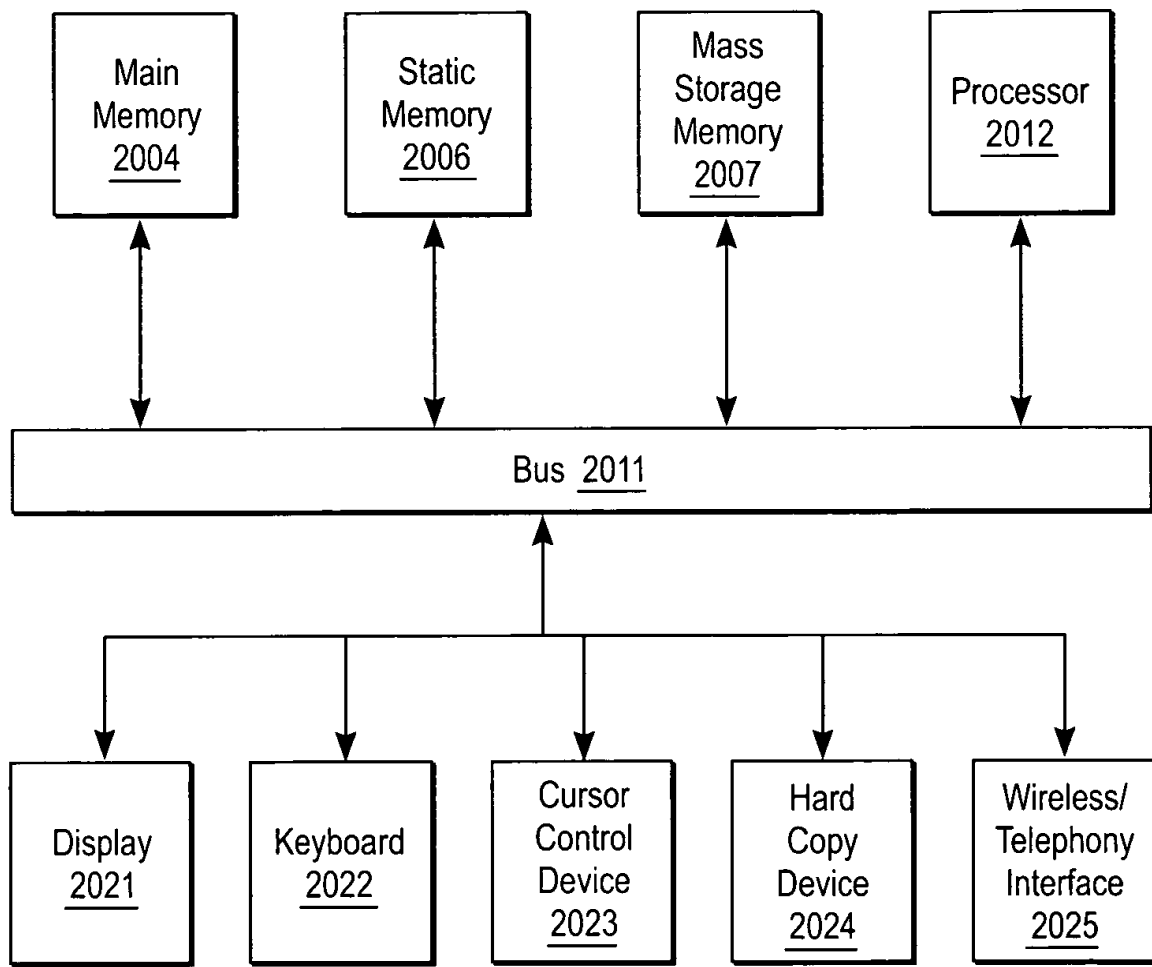 Main
Memory
2004
Static
Memory
2006
Mass
Storage
Memory
2007
Processor
2012
Bus 2011
Display
2021
Keyboard
2022
Cursor
Control
Device
2023
Hard
Copy
Device
2024
Wireless/
Telephony
Interface
2025